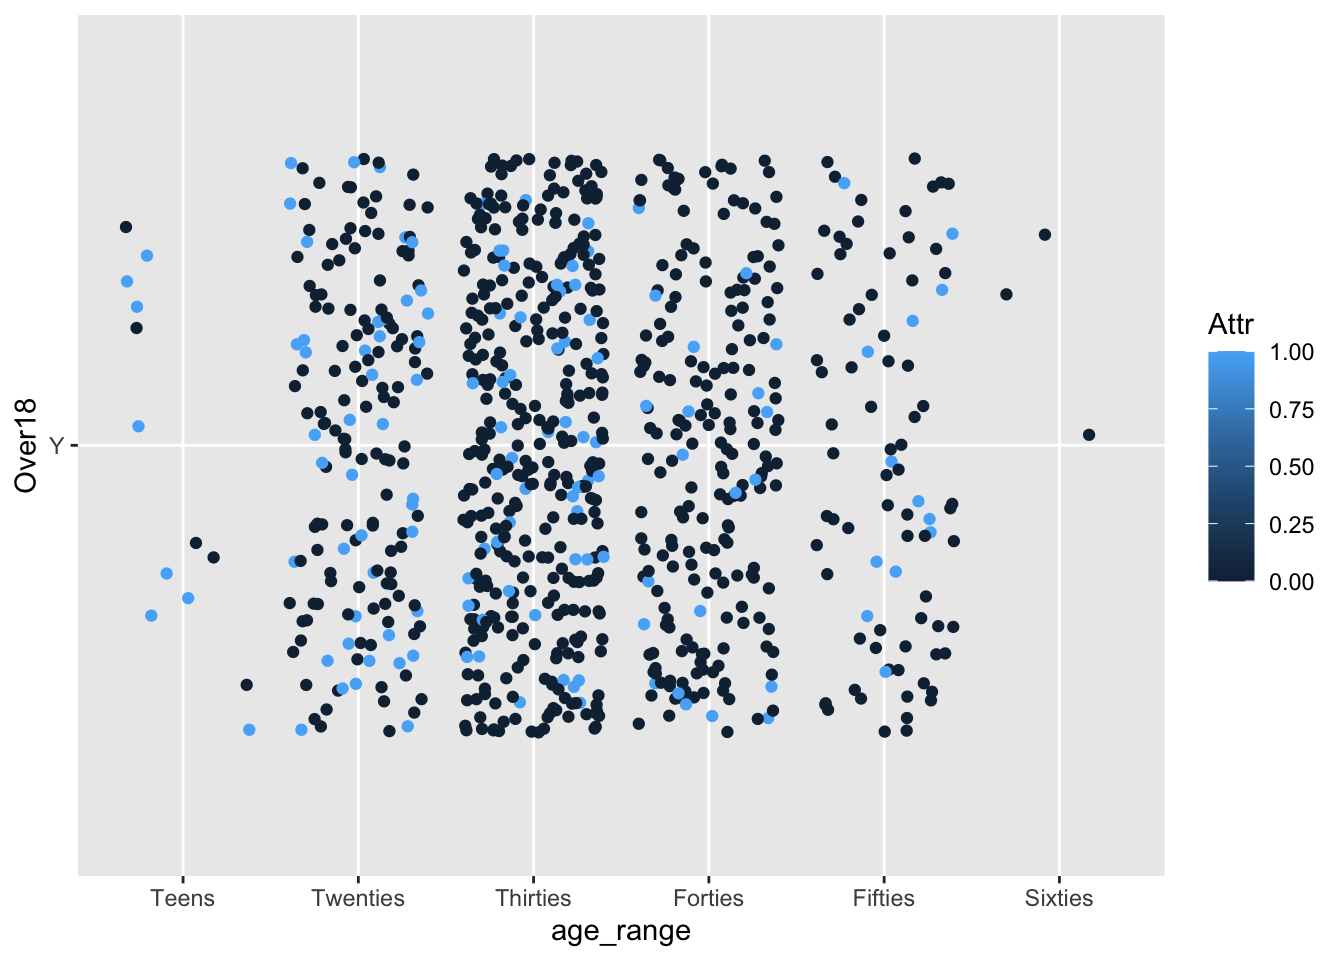 Over18
Y
Teens Twenties Thirties Forties Fifties Sixties
age_range
Attr
1.00
0.75
0.50
0.25
0.00